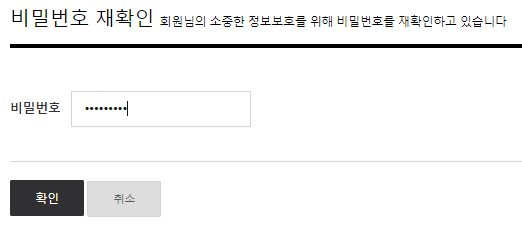 비밀번호 재확인 회원님의 소중한 정보보호를 위해 비밀번호를 재확인하고 있습니다
비밀번호 •••••••••
확인 취소